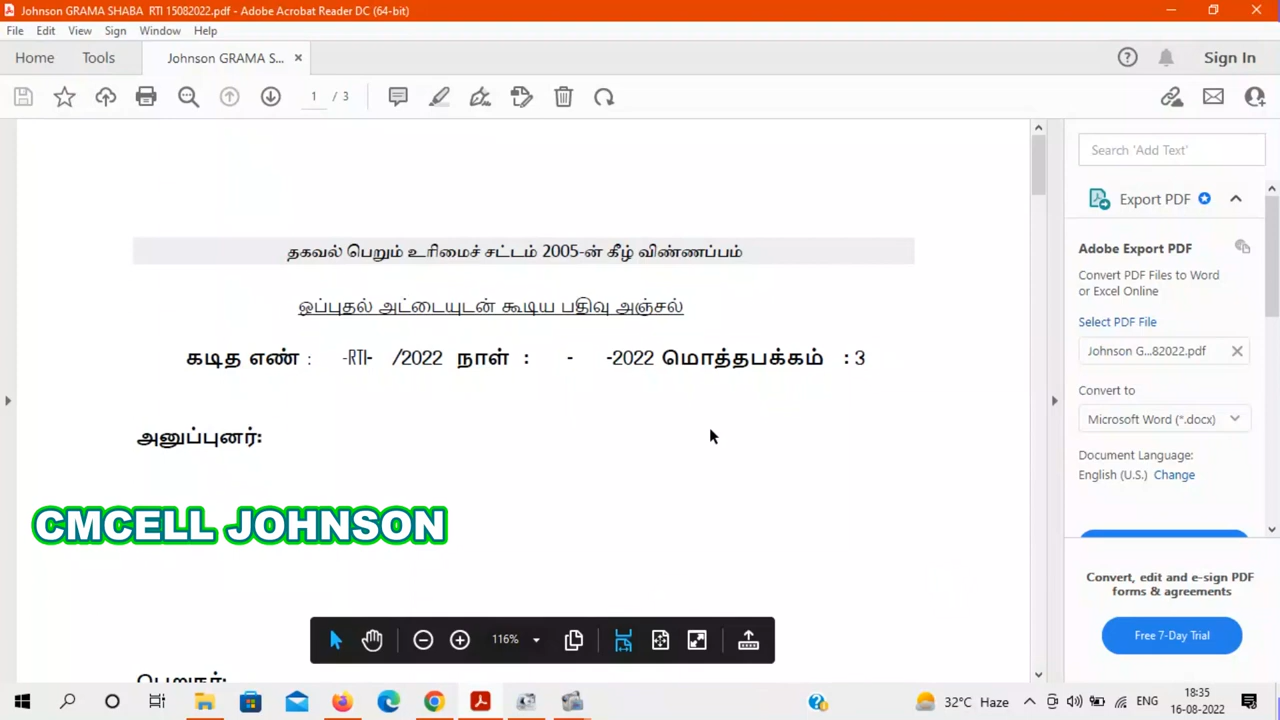 Johnson GRAMA SHABA RTI 15082022.pdf - Adobe Acrobat Reader DC (64-bit)
File Edit View Sign Window Help
Home Tools Johnson GRAMA S... × Sign In
1 / 3
Search 'Add Text'
Export PDF
Adobe Export PDF
Convert PDF Files to Word
or Excel Online
Select PDF File
Johnson G...82022.pdf
Convert to
Microsoft Word (*.docx)
Document Language:
English (U.S.) Change
Convert, edit and e-sign PDF
forms & agreements
Free 7-Day Trial
தகவல் பெறும் உரிமைச் சட்டம் 2005-ன் கீழ் விண்ணப்பம்
ஒப்புதல் அட்டையுடன் கூடிய பதிவு அஞ்சல்
கடித எண் : -RTI- /2022 நாள் : - -2022 மொத்தபக்கம் : 3
அனுப்புனர்:
CMCELL JOHNSON
116%
32°C Haze ENG 18:35
16-08-2022